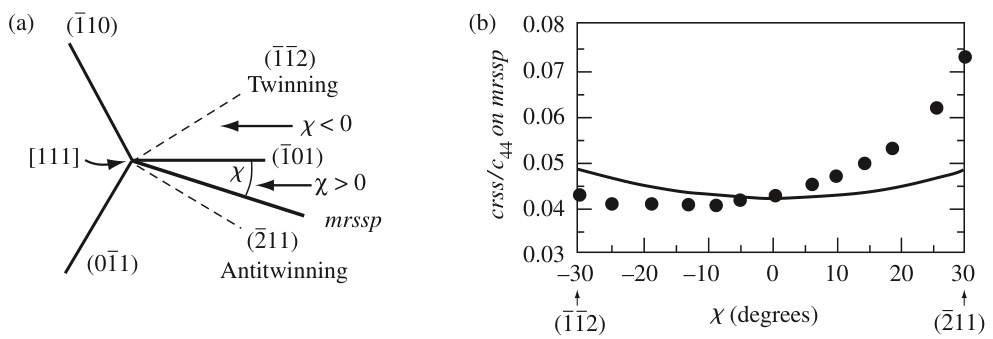 (a)
(1̄10)
(1̄1̄2)
Twinning
χ<0
[111]
(1̄01)
χ
χ>0
mrssp
(2̄11)
(01̄1)
Antitwinning
(b)
crss/c44 on mrssp
0.08
0.07
0.06
0.05
0.04
0.03
–30 –20 –10 0 10 20 30
(1̄1̄2) χ (degrees) (2̄11)